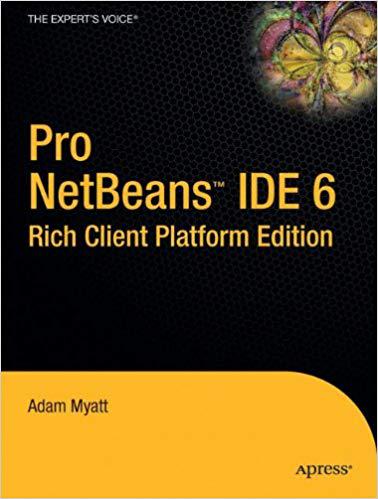 THE EXPERT'S VOICE®
Pro
NetBeans™ IDE 6
Rich Client Platform Edition
Adam Myatt
Apress®